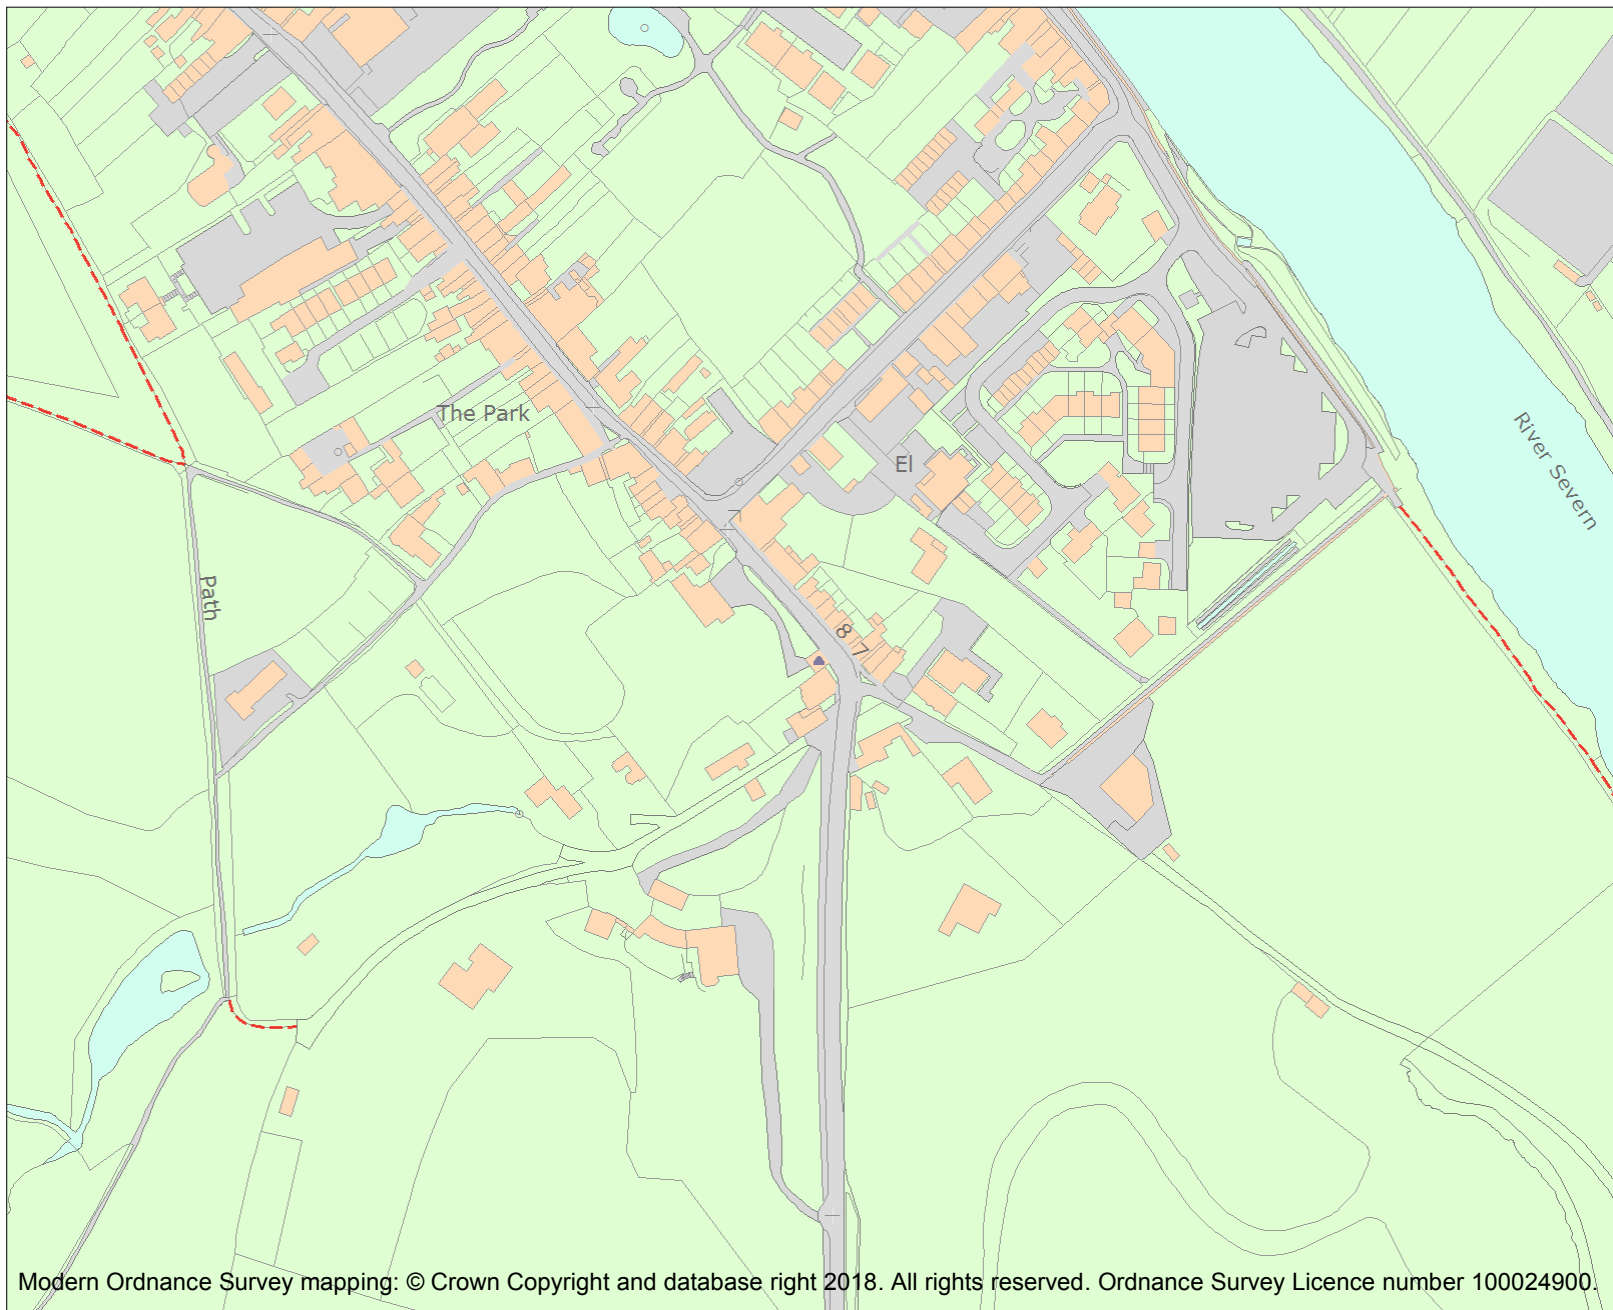 The Park
El
River Severn
Path
8
7
Modern Ordnance Survey mapping: © Crown Copyright and database right 2018. All rights reserved. Ordnance Survey Licence number 100024900.